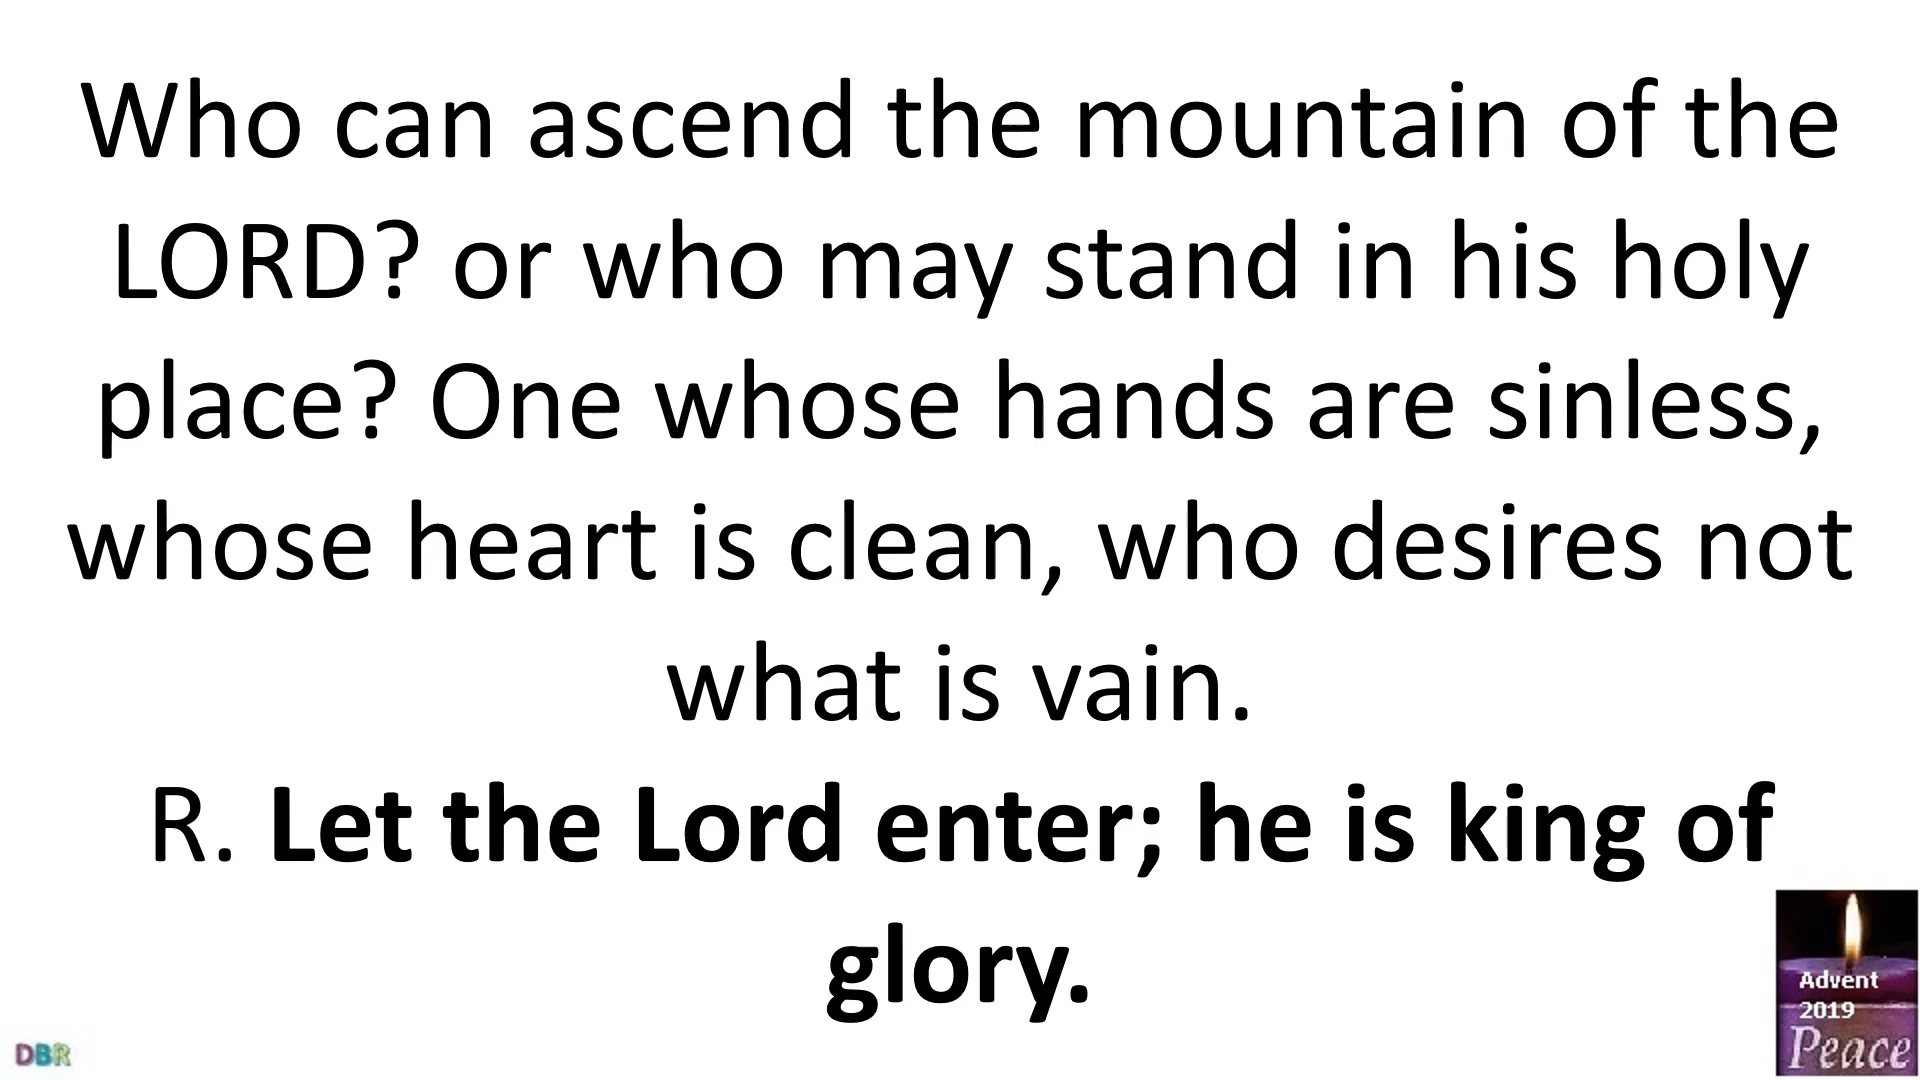 Who can ascend the mountain of the
LORD? or who may stand in his holy
place? One whose hands are sinless,
whose heart is clean, who desires not
what is vain.
R. Let the Lord enter; he is king of
glory.
Advent
2019
Peace
DBR